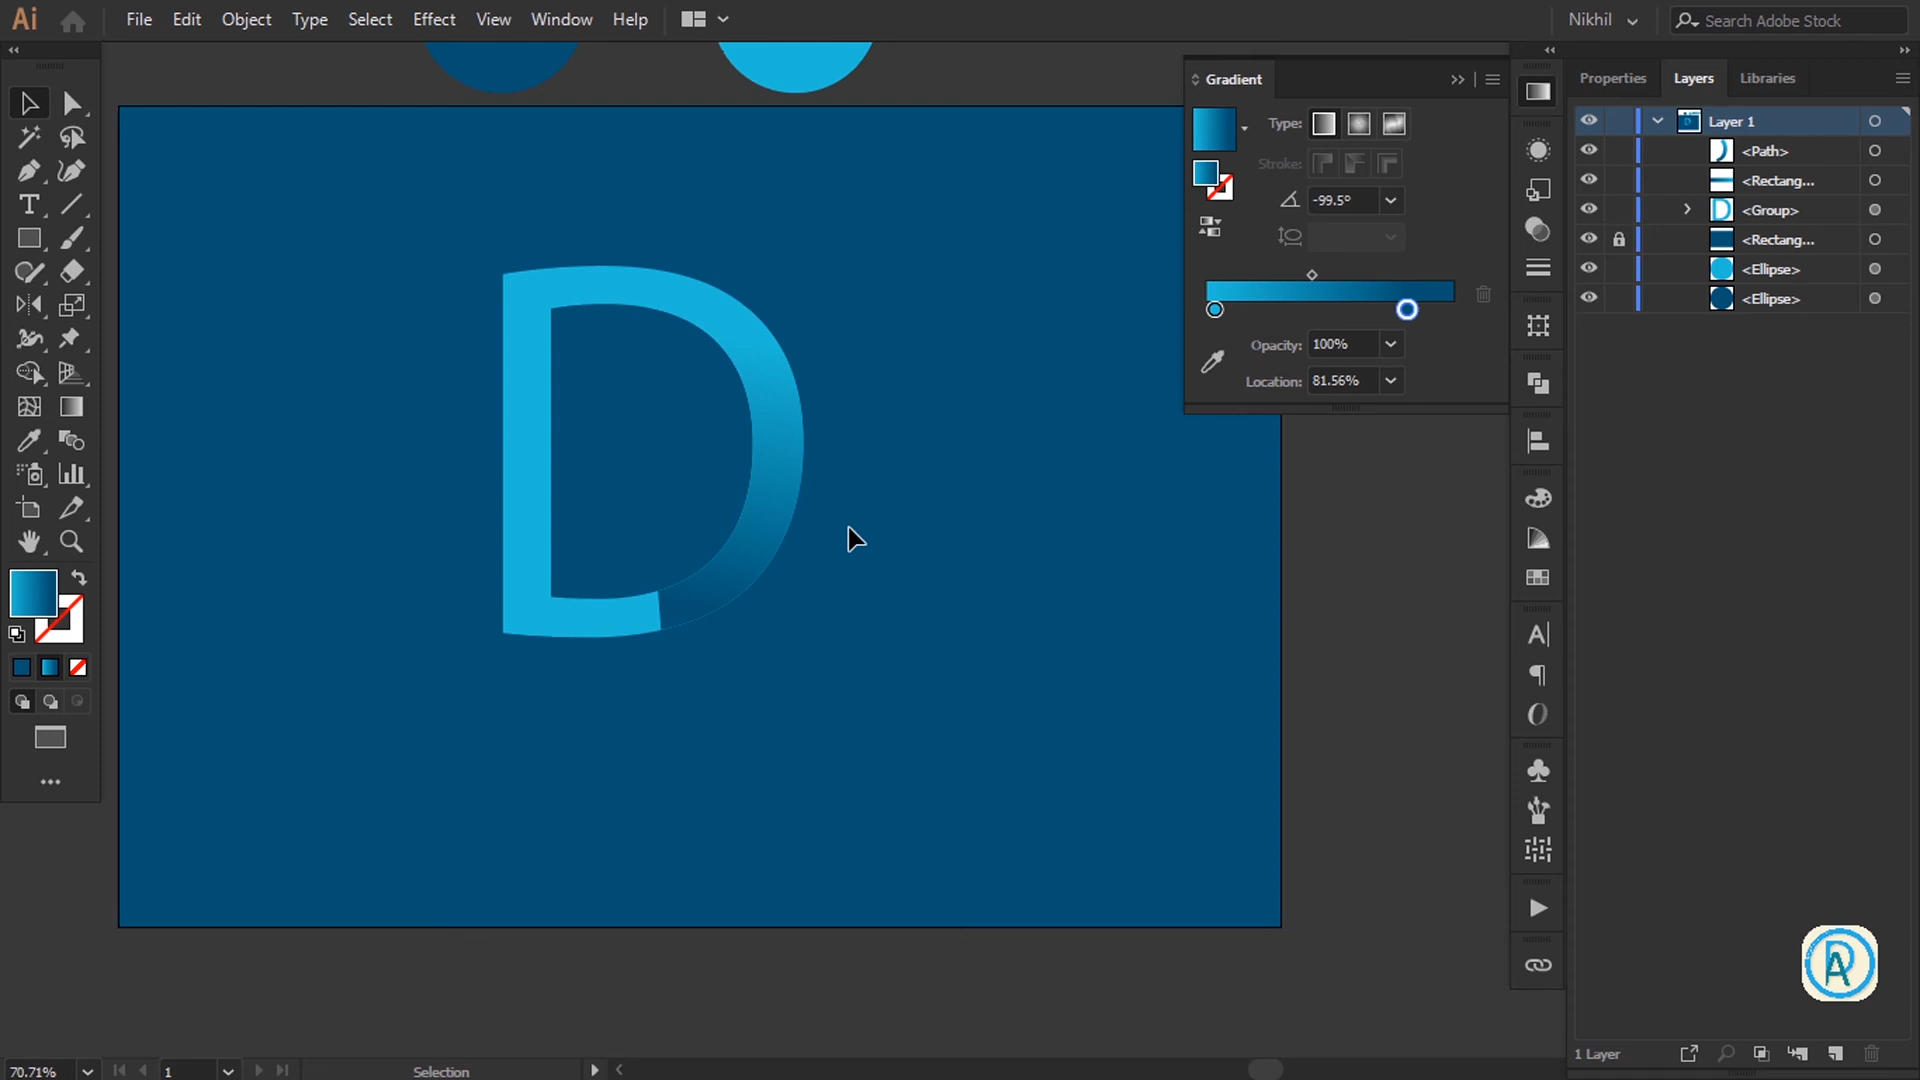 Ai File Edit Object Type Select Effect View Window Help Nikhil Search Adobe Stock
Gradient
Type:
Stroke:
-99.5°
Opacity: 100%
Location: 81.56%
Properties Layers Libraries
Layer 1
<Path>
<Rectang...
<Group>
<Rectang...
<Ellipse>
<Ellipse>
D
1 Layer
70.71% 1 Selection